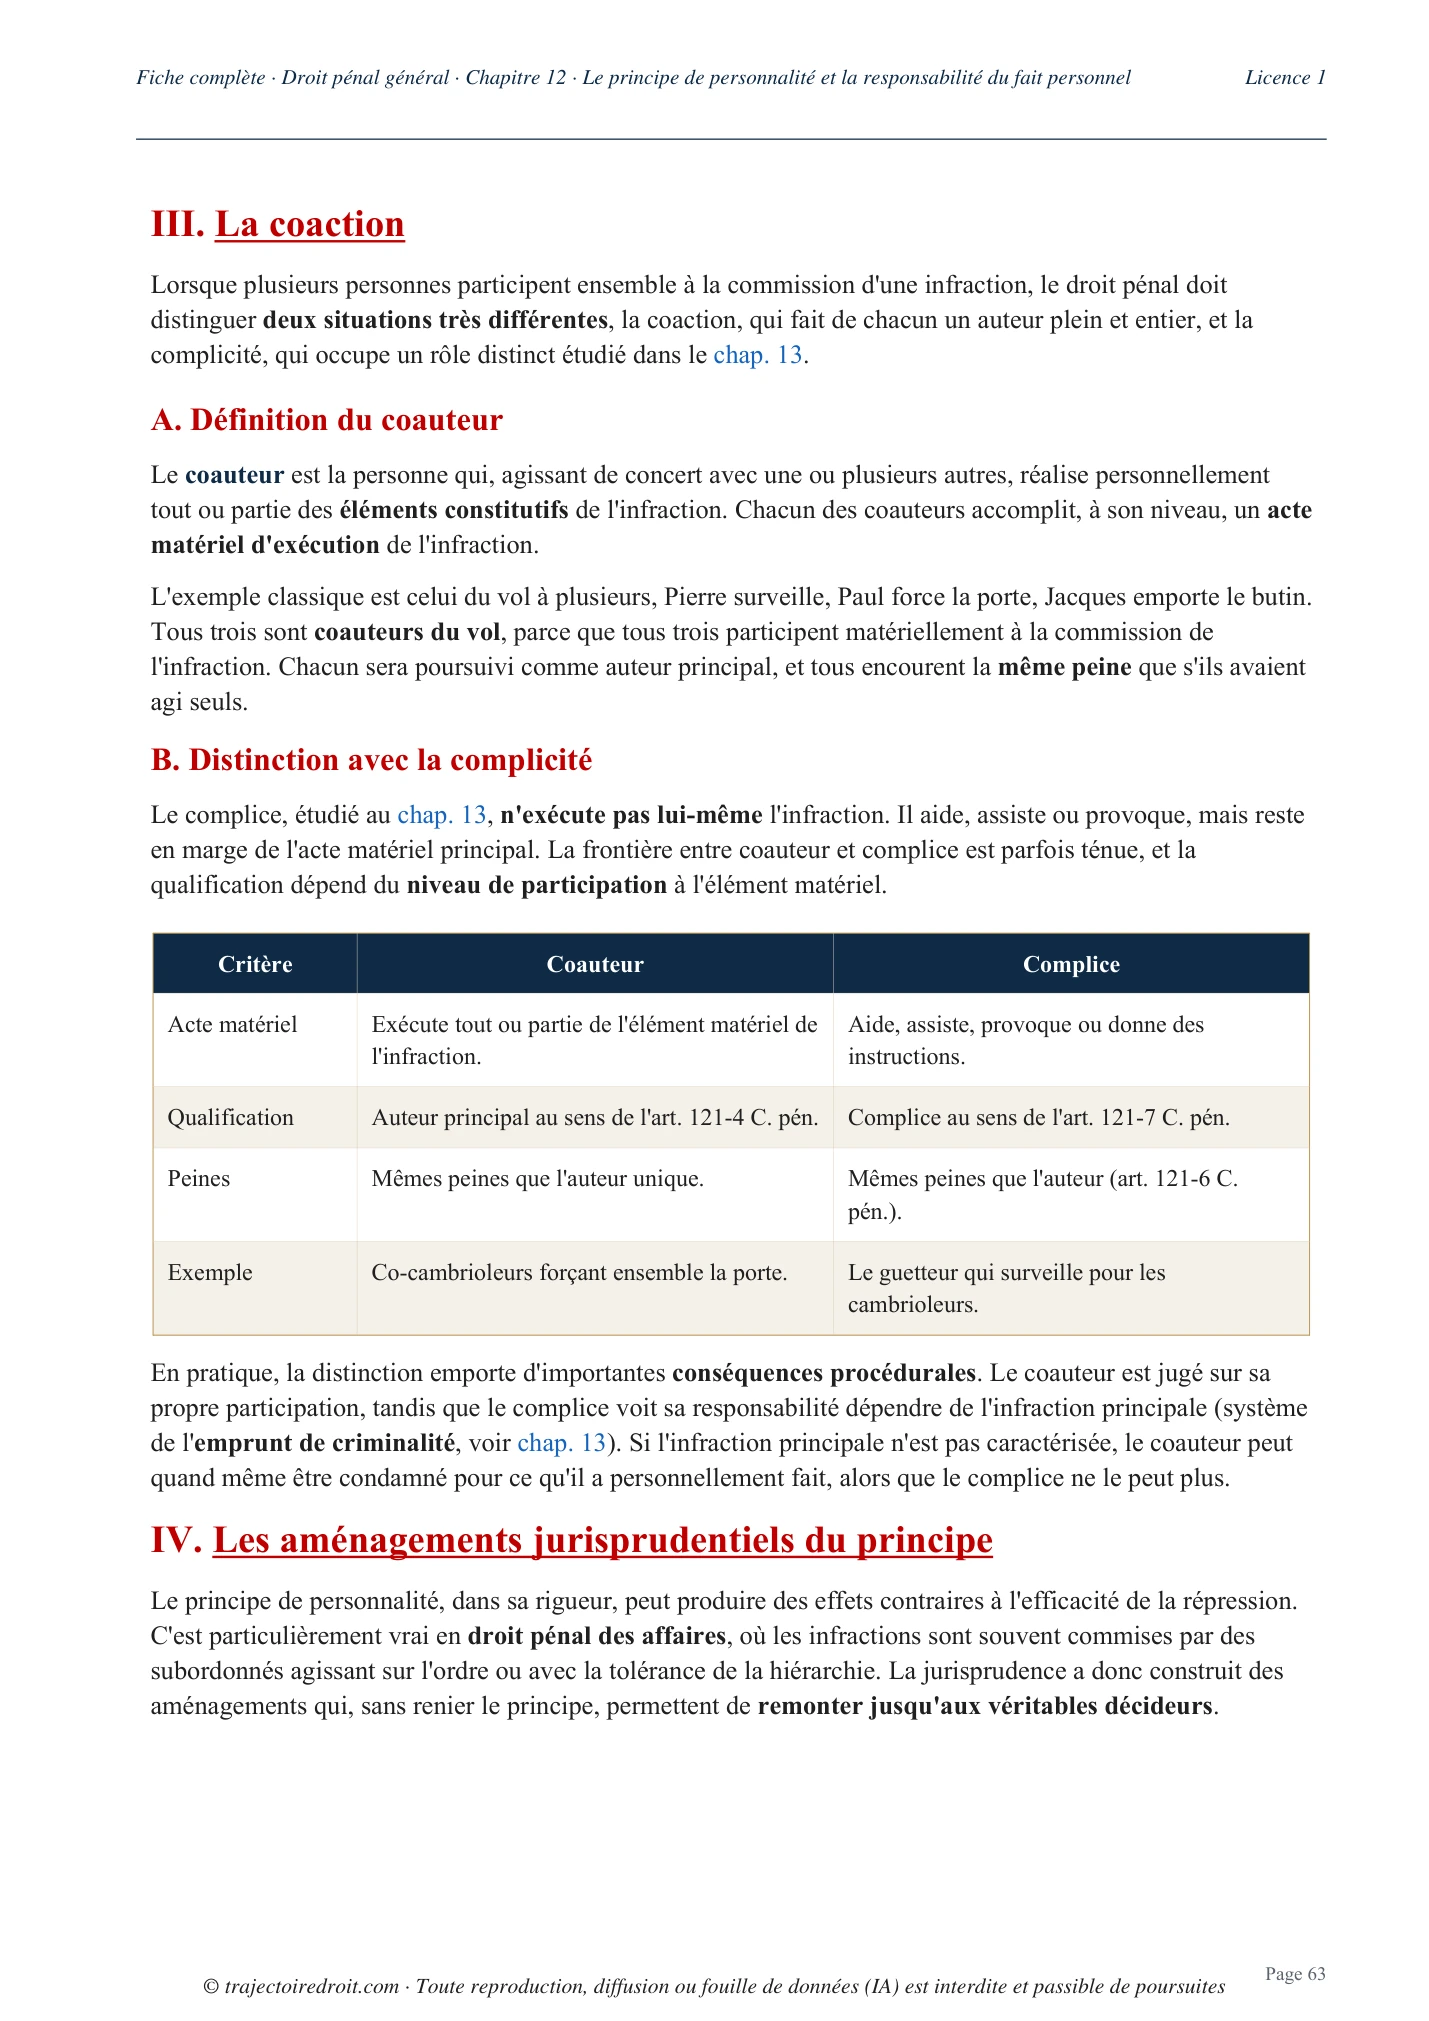 Fiche complète · Droit pénal général · Chapitre 12 · Le principe de personnalité et la responsabilité du fait personnel Licence 1
III. La coaction
Lorsque plusieurs personnes participent ensemble à la commission d'une infraction, le droit pénal doit
distinguer deux situations très différentes, la coaction, qui fait de chacun un auteur plein et entier, et la
complicité, qui occupe un rôle distinct étudié dans le chap. 13.
A. Définition du coauteur
Le coauteur est la personne qui, agissant de concert avec une ou plusieurs autres, réalise personnellement
tout ou partie des éléments constitutifs de l'infraction. Chacun des coauteurs accomplit, à son niveau, un acte
matériel d'exécution de l'infraction.
L'exemple classique est celui du vol à plusieurs, Pierre surveille, Paul force la porte, Jacques emporte le butin.
Tous trois sont coauteurs du vol, parce que tous trois participent matériellement à la commission de
l'infraction. Chacun sera poursuivi comme auteur principal, et tous encourent la même peine que s'ils avaient
agi seuls.
B. Distinction avec la complicité
Le complice, étudié au chap. 13, n'exécute pas lui-même l'infraction. Il aide, assiste ou provoque, mais reste
en marge de l'acte matériel principal. La frontière entre coauteur et complice est parfois ténue, et la
qualification dépend du niveau de participation à l'élément matériel.
Critère Coauteur Complice
Acte matériel Exécute tout ou partie de l'élément matériel de Aide, assiste, provoque ou donne des
l'infraction. instructions.
Qualification Auteur principal au sens de l'art. 121-4 C. pén. Complice au sens de l'art. 121-7 C. pén.
Peines Mêmes peines que l'auteur unique. Mêmes peines que l'auteur (art. 121-6 C.
pén.).
Exemple Co-cambrioleurs forçant ensemble la porte. Le guetteur qui surveille pour les
cambrioleurs.
En pratique, la distinction emporte d'importantes conséquences procédurales. Le coauteur est jugé sur sa
propre participation, tandis que le complice voit sa responsabilité dépendre de l'infraction principale (système
de l'emprunt de criminalité, voir chap. 13). Si l'infraction principale n'est pas caractérisée, le coauteur peut
quand même être condamné pour ce qu'il a personnellement fait, alors que le complice ne le peut plus.
IV. Les aménagements jurisprudentiels du principe
Le principe de personnalité, dans sa rigueur, peut produire des effets contraires à l'efficacité de la répression.
C'est particulièrement vrai en droit pénal des affaires, où les infractions sont souvent commises par des
subordonnés agissant sur l'ordre ou avec la tolérance de la hiérarchie. La jurisprudence a donc construit des
aménagements qui, sans renier le principe, permettent de remonter jusqu'aux véritables décideurs.
© trajectoiredroit.com · Toute reproduction, diffusion ou fouille de données (IA) est interdite et passible de poursuites Page 63